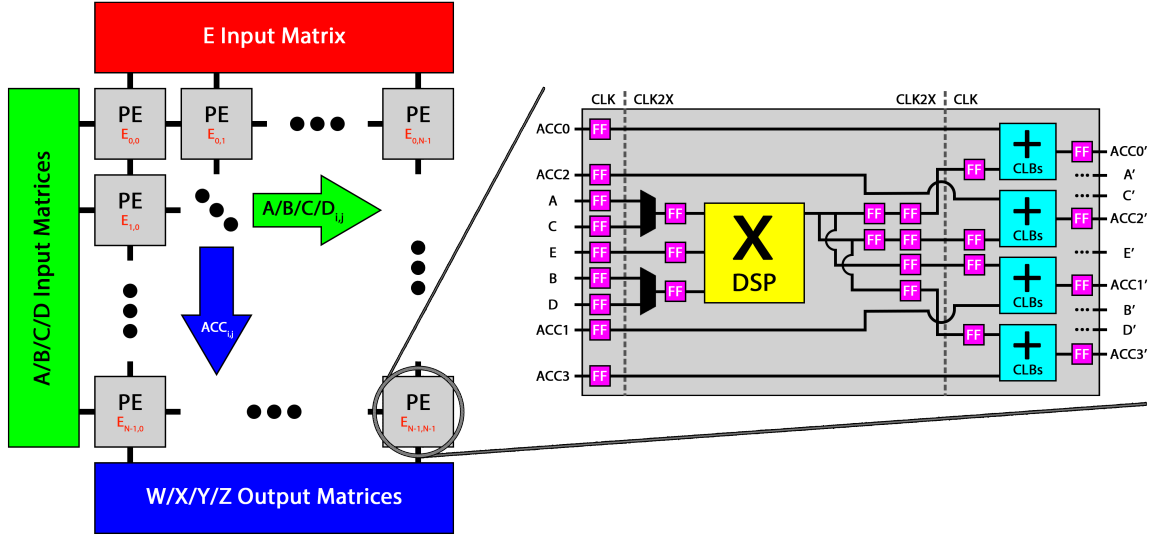 E Input Matrix
A/B/C/D Input Matrices
PE
E0,0
PE
E0,1
PE
E0,N-1
PE
E1,0
A/B/C/Di,j
ACCi,j
PE
EN-1,0
PE
EN-1,N-1
W/X/Y/Z Output Matrices
CLK
CLK2X
CLK2X
CLK
ACC0
FF
ACC2
FF
A
FF
C
FF
E
FF
B
FF
D
FF
ACC1
FF
ACC3
FF
FF
FF
FF
X
DSP
FF
FF
FF
FF
FF
FF
FF
FF
FF
FF
+
CLBs
+
CLBs
+
CLBs
+
CLBs
FF
ACC0'
A'
C'
FF
ACC2'
E'
FF
ACC1'
B'
D'
FF
ACC3'